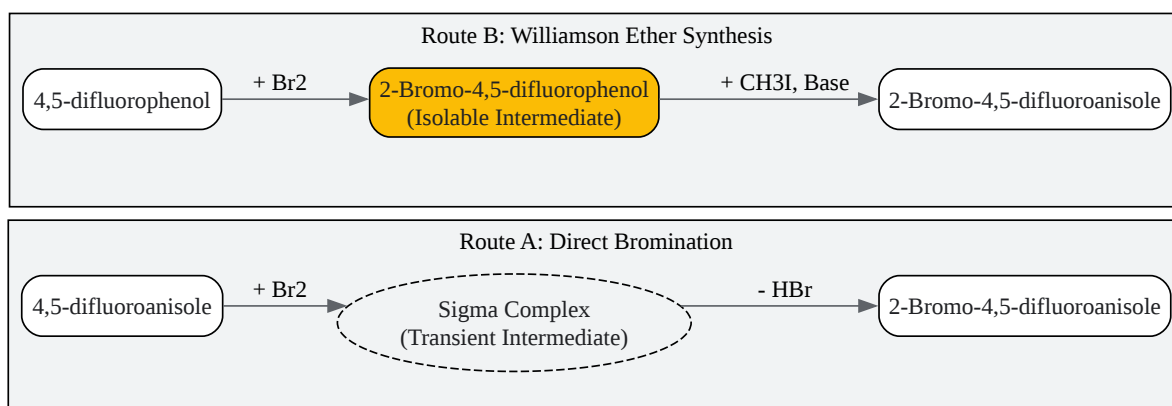 Route B: Williamson Ether Synthesis
4,5-difluorophenol
+ Br2
2-Bromo-4,5-difluorophenol
(Isolable Intermediate)
+ CH3I, Base
2-Bromo-4,5-difluoroanisole
Route A: Direct Bromination
4,5-difluoroanisole
+ Br2
Sigma Complex
(Transient Intermediate)
- HBr
2-Bromo-4,5-difluoroanisole